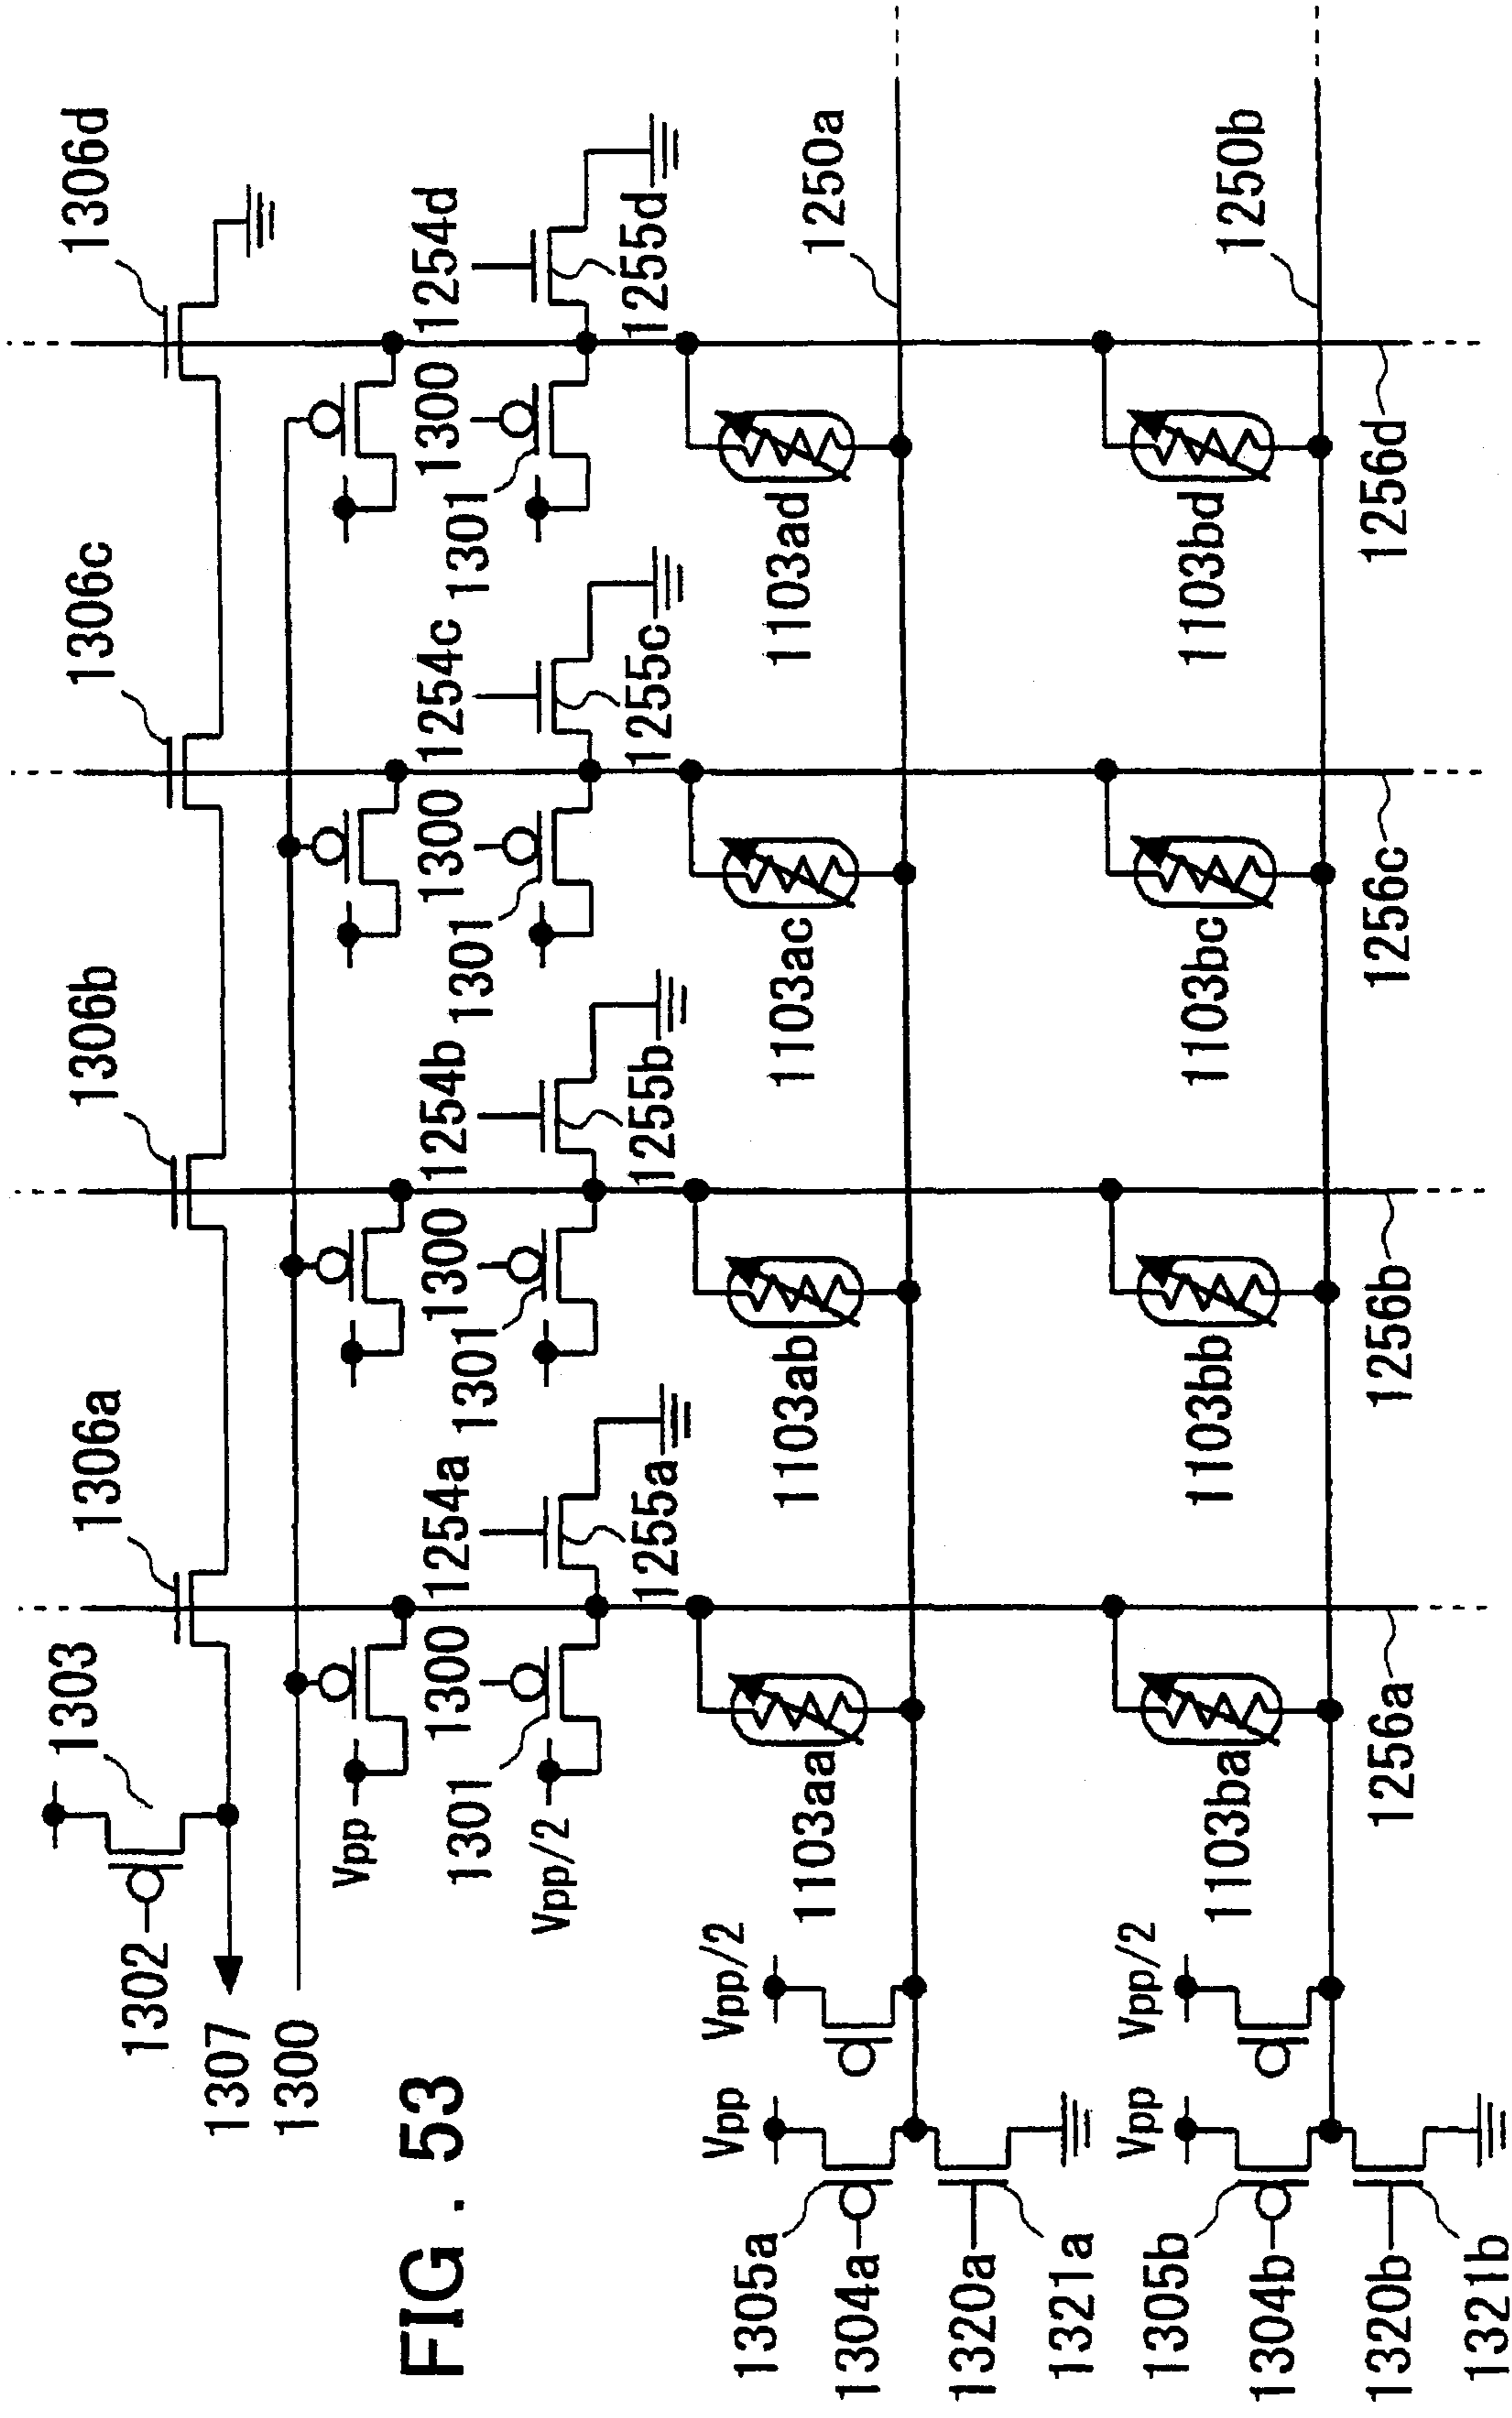 1303 1306a 1306b 1306c 1306d
1302
1307
1300
FIG. 53
Vpp
1300 1254a 1300 1254b 1300 1254c 1300 1254d
1301 1301 1301 1301
Vpp/2
1255a 1255b 1255c 1255d
Vpp Vpp/2
1305a
1103aa 1103ab 1103ac 1103ad 1250a
1304a
1320a
1321a
Vpp Vpp/2
1305b
1103ba 1103bb 1103bc 1103bd 1250b
1304b
1320b
1256a 1256b 1256c 1256d
1321b